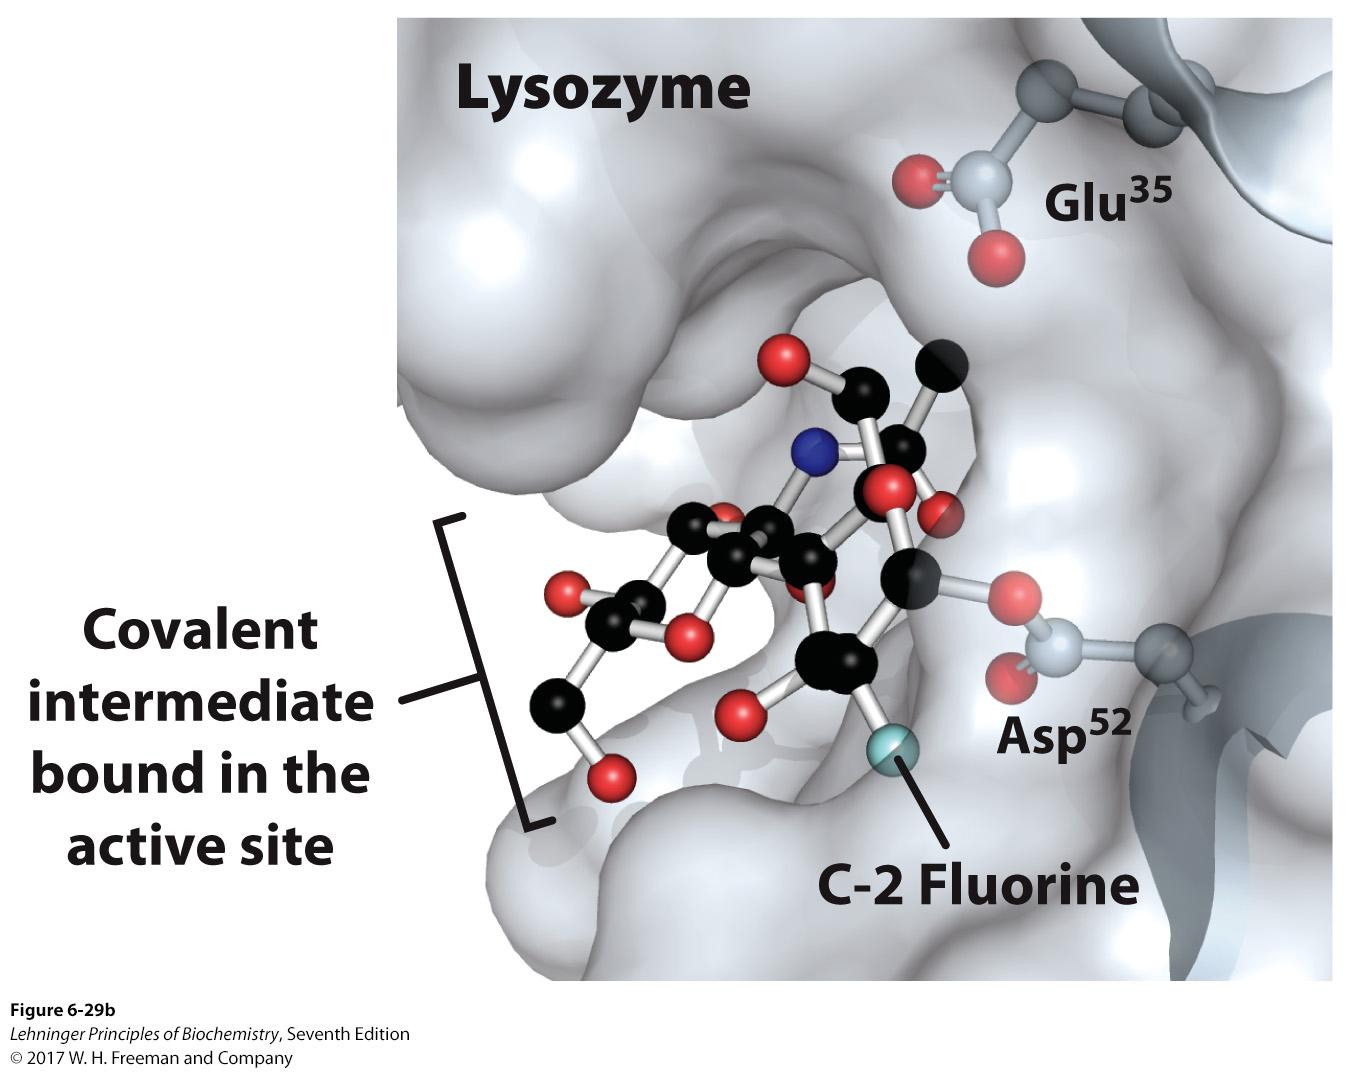 Lysozyme
Glu³⁵
Covalent
intermediate
bound in the
active site
Asp⁵²
C-2 Fluorine
Figure 6-29b
Lehninger Principles of Biochemistry, Seventh Edition
© 2017 W. H. Freeman and Company